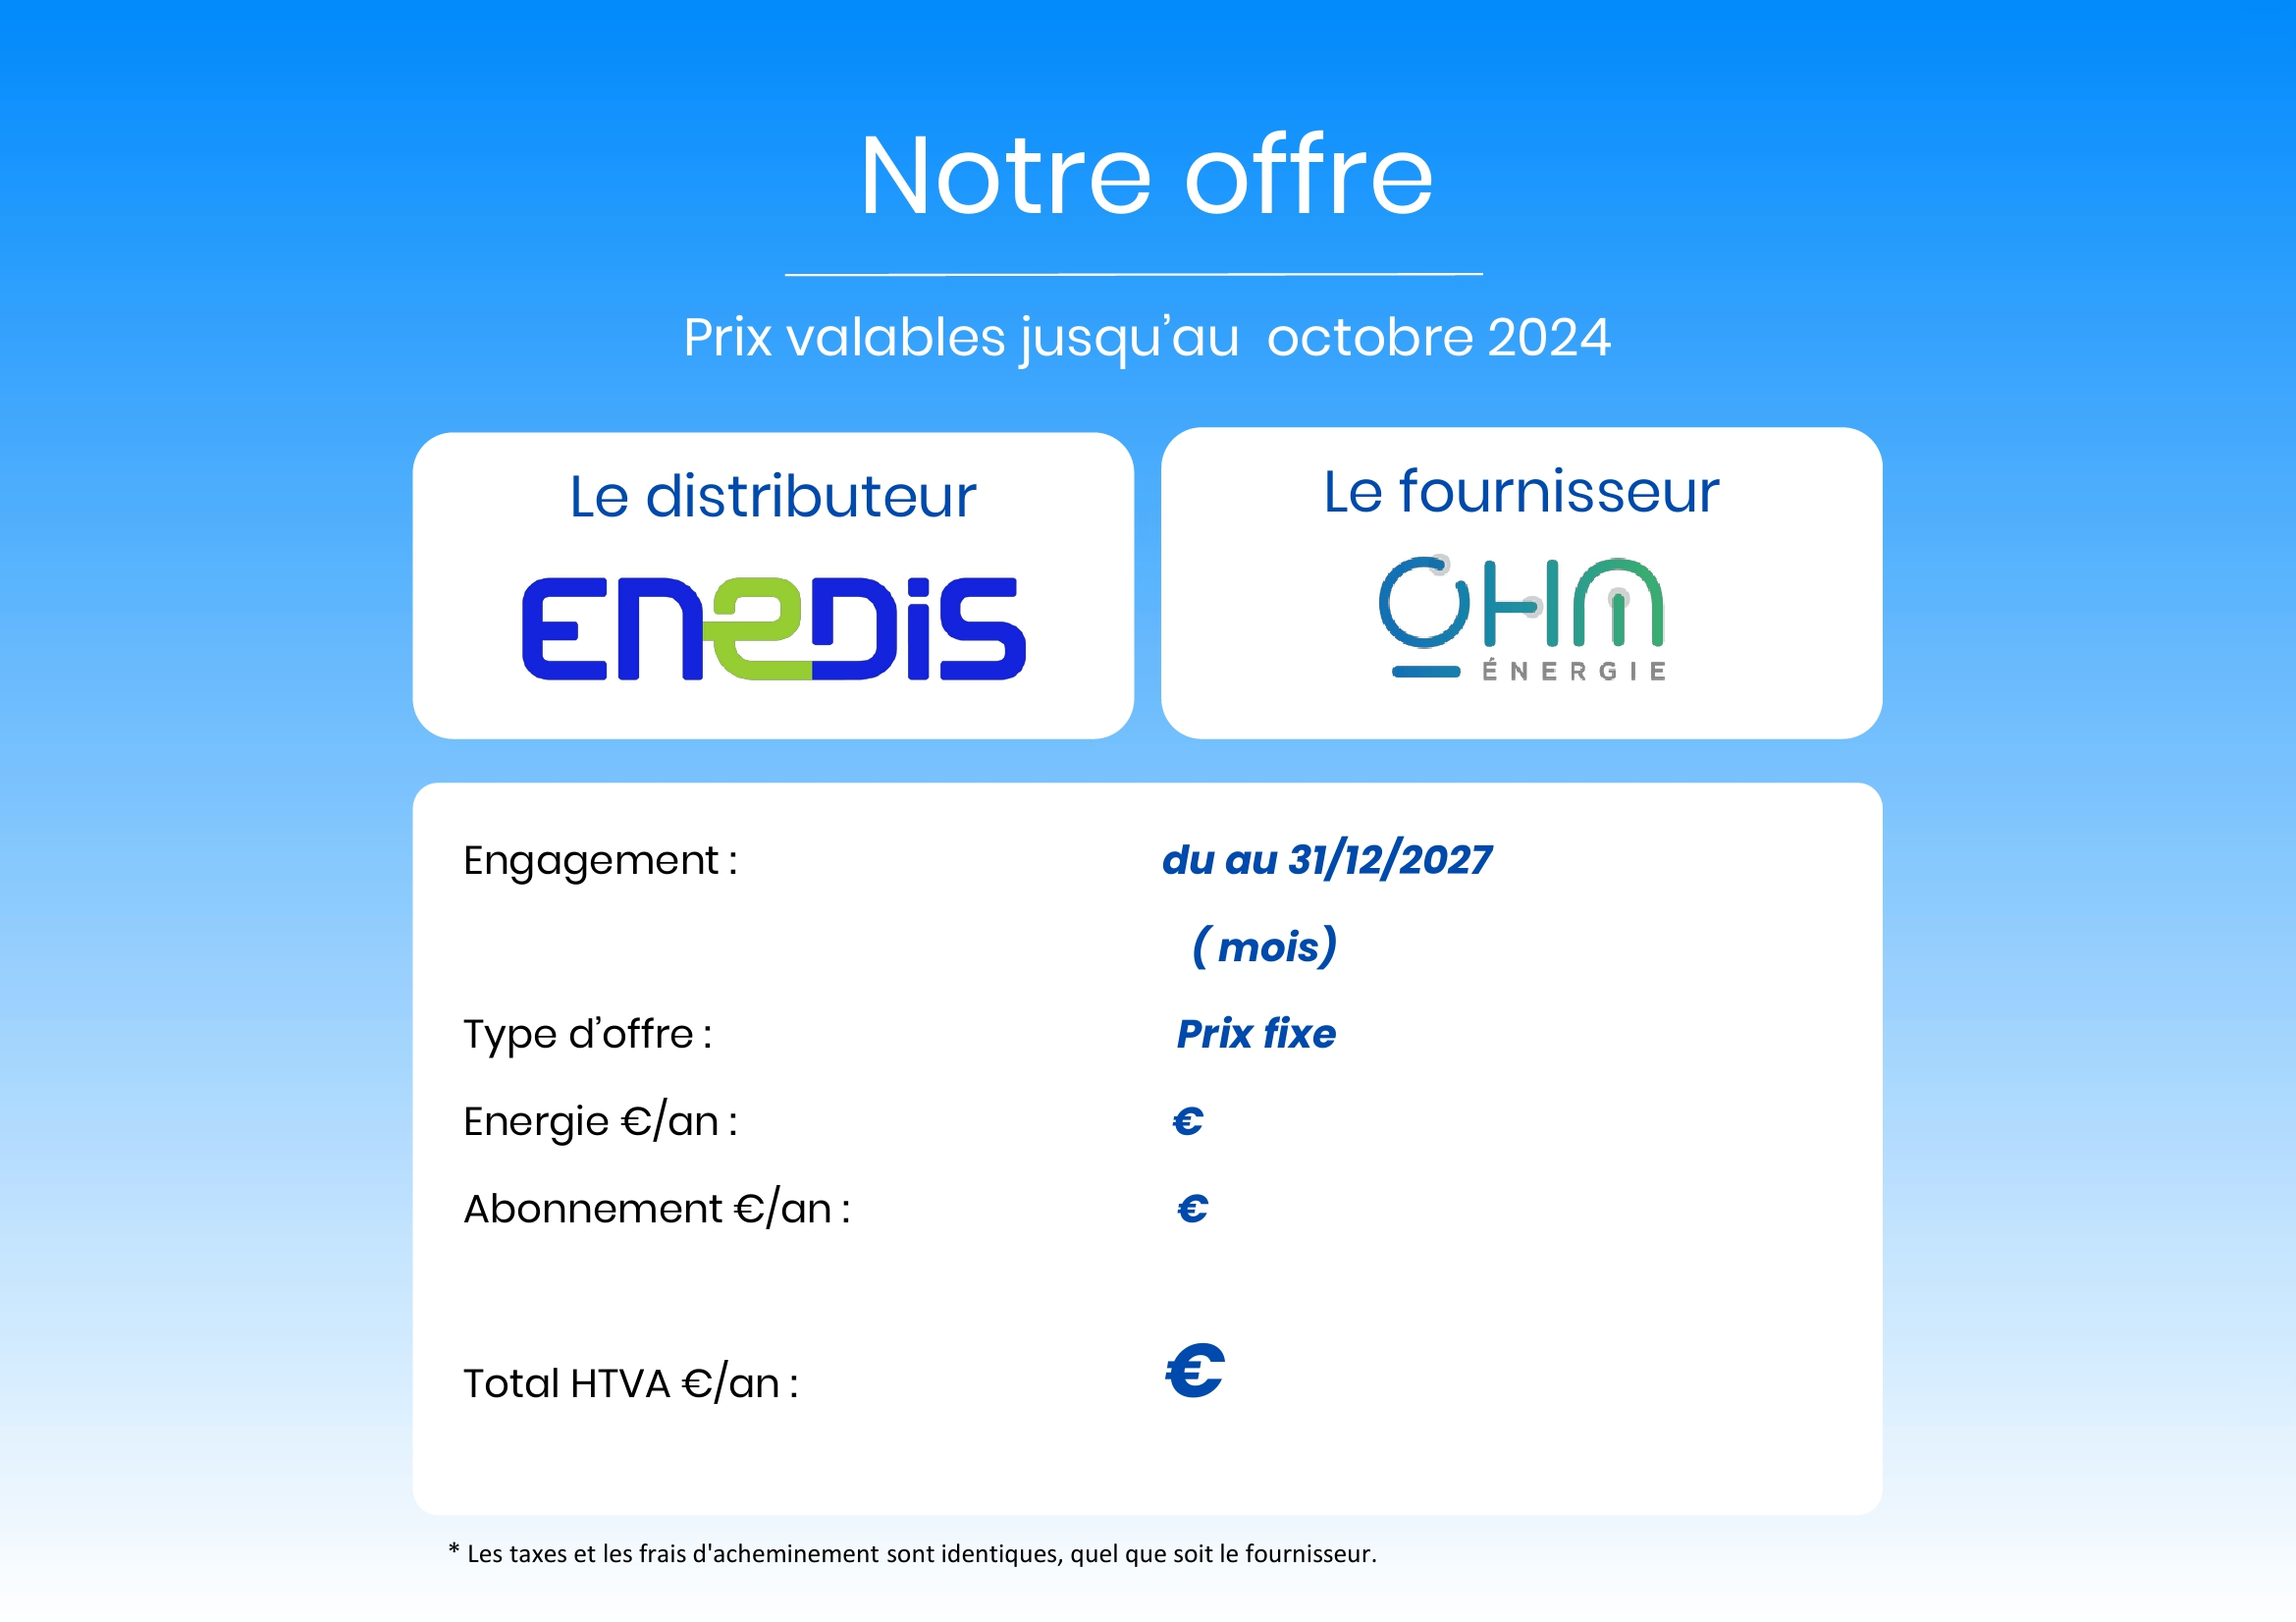 Notre offre
Prix valables jusqu’au  octobre 2024
Le distributeur
ENEDIS
Le fournisseur
OHM
ÉNERGIE
Engagement :
du au 31/12/2027
( mois)
Type d’offre :
Prix fixe
Energie €/an :
€
Abonnement €/an :
€
Total HTVA €/an :
€
* Les taxes et les frais d'acheminement sont identiques, quel que soit le fournisseur.